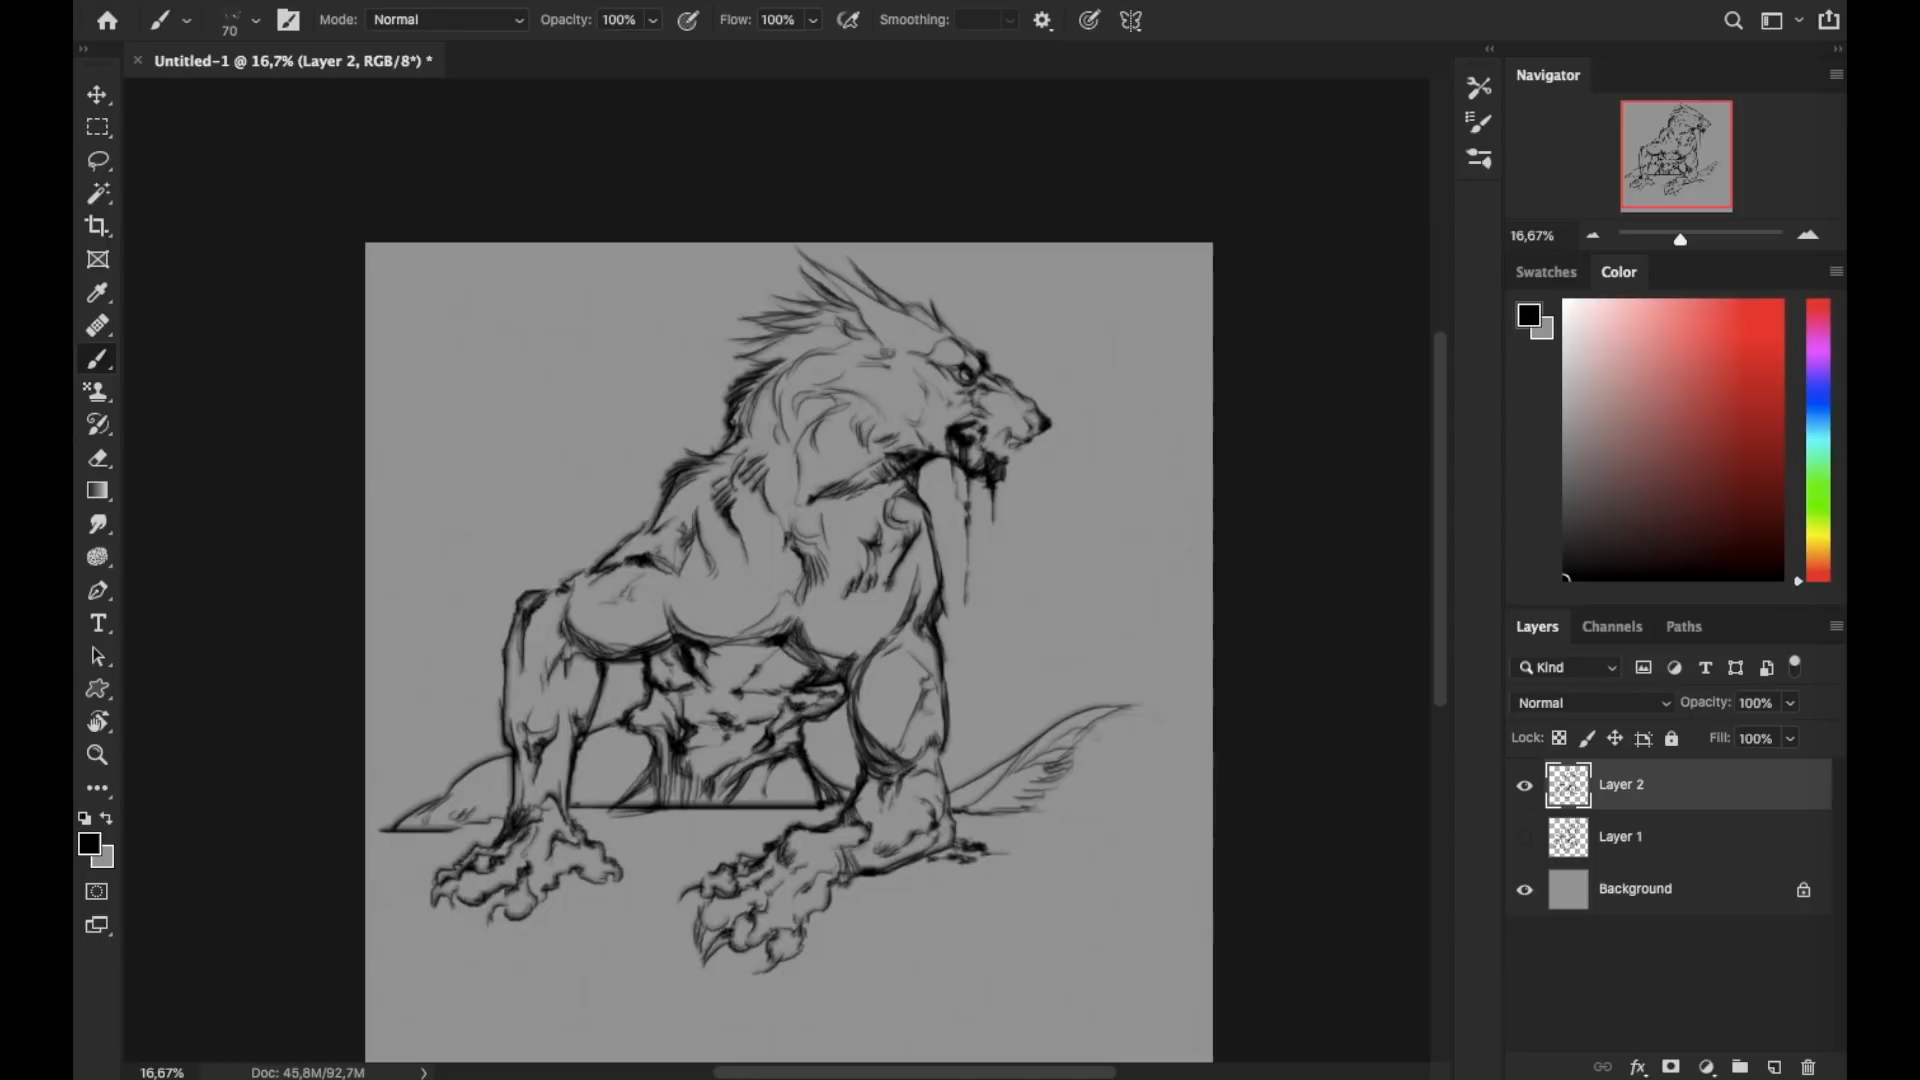 70
Mode: Normal
Opacity: 100%
Flow: 100%
Smoothing:
Untitled-1 @ 16,7% (Layer 2, RGB/8*) *
Navigator
16,67%
Swatches
Color
Layers
Channels
Paths
Kind
Normal
Opacity: 100%
Lock:
Fill: 100%
Layer 2
Layer 1
Background
16,67%
Doc: 45,8M/92,7M